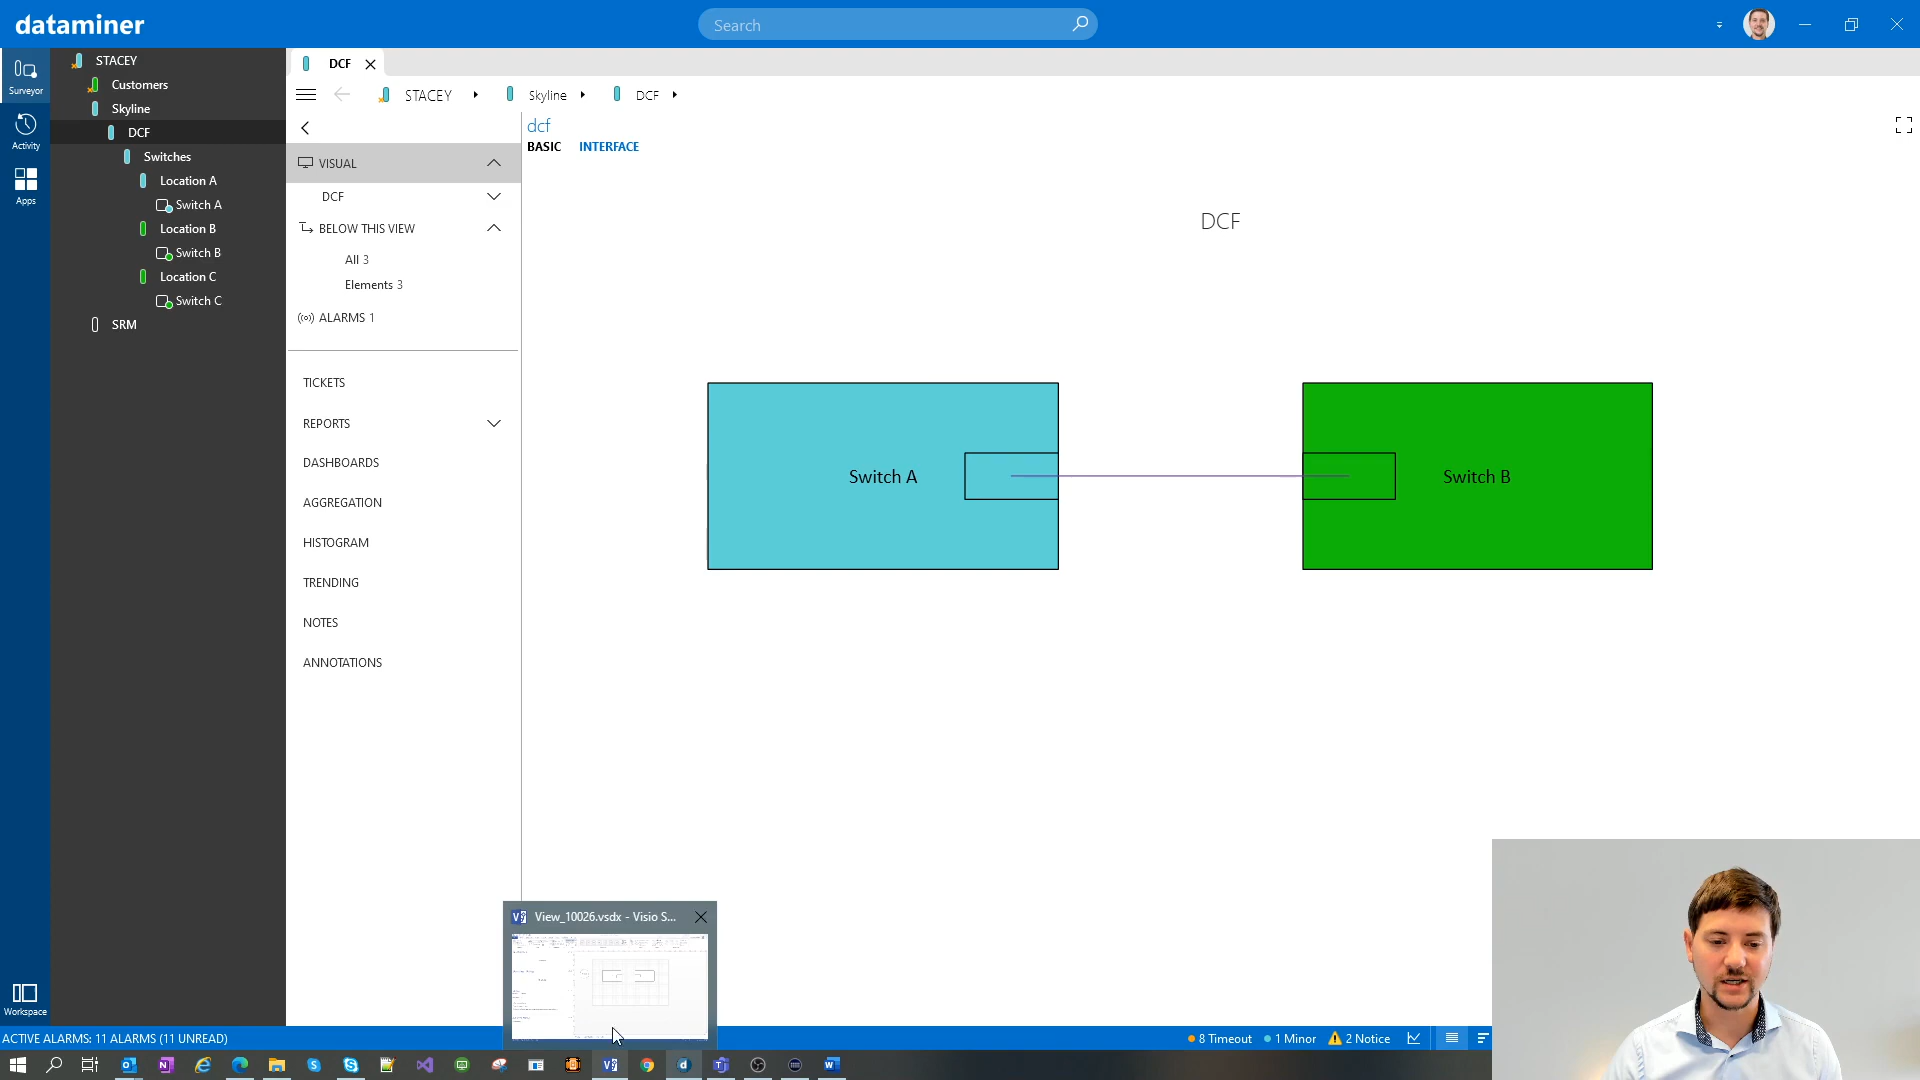 dataminer
Search
Surveyor
Activity
Apps
Workspace
STACEY
Customers
Skyline
DCF
Switches
Location A
Switch A
Location B
Switch B
Location C
Switch C
SRM
DCF
STACEY
Skyline
DCF
VISUAL
DCF
BELOW THIS VIEW
All 3
Elements 3
ALARMS 1
TICKETS
REPORTS
DASHBOARDS
AGGREGATION
HISTOGRAM
TRENDING
NOTES
ANNOTATIONS
dcf
BASIC INTERFACE
DCF
Switch A
Switch B
View_10026.vsdx - Visio S...
ACTIVE ALARMS: 11 ALARMS (11 UNREAD)
8 Timeout
1 Minor
2 Notice